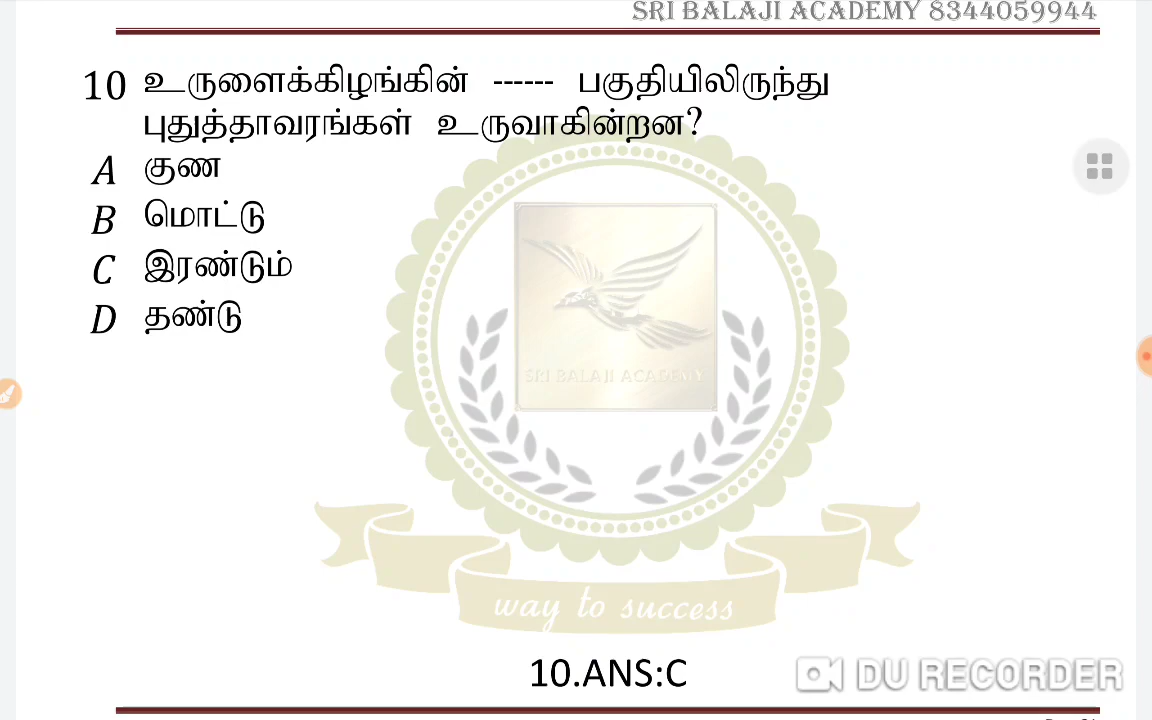 SRI BALAJI ACADEMY 8344059944
10 உருளைக்கிழங்கின் ------ பகுதியிலிருந்து
புதுத்தாவரங்கள் உருவாகின்றன?
A குண
B மொட்டு
C இரண்டும்
D தண்டு
SRI BALAJI ACADEMY
way to success
10.ANS:C
DU RECORDER